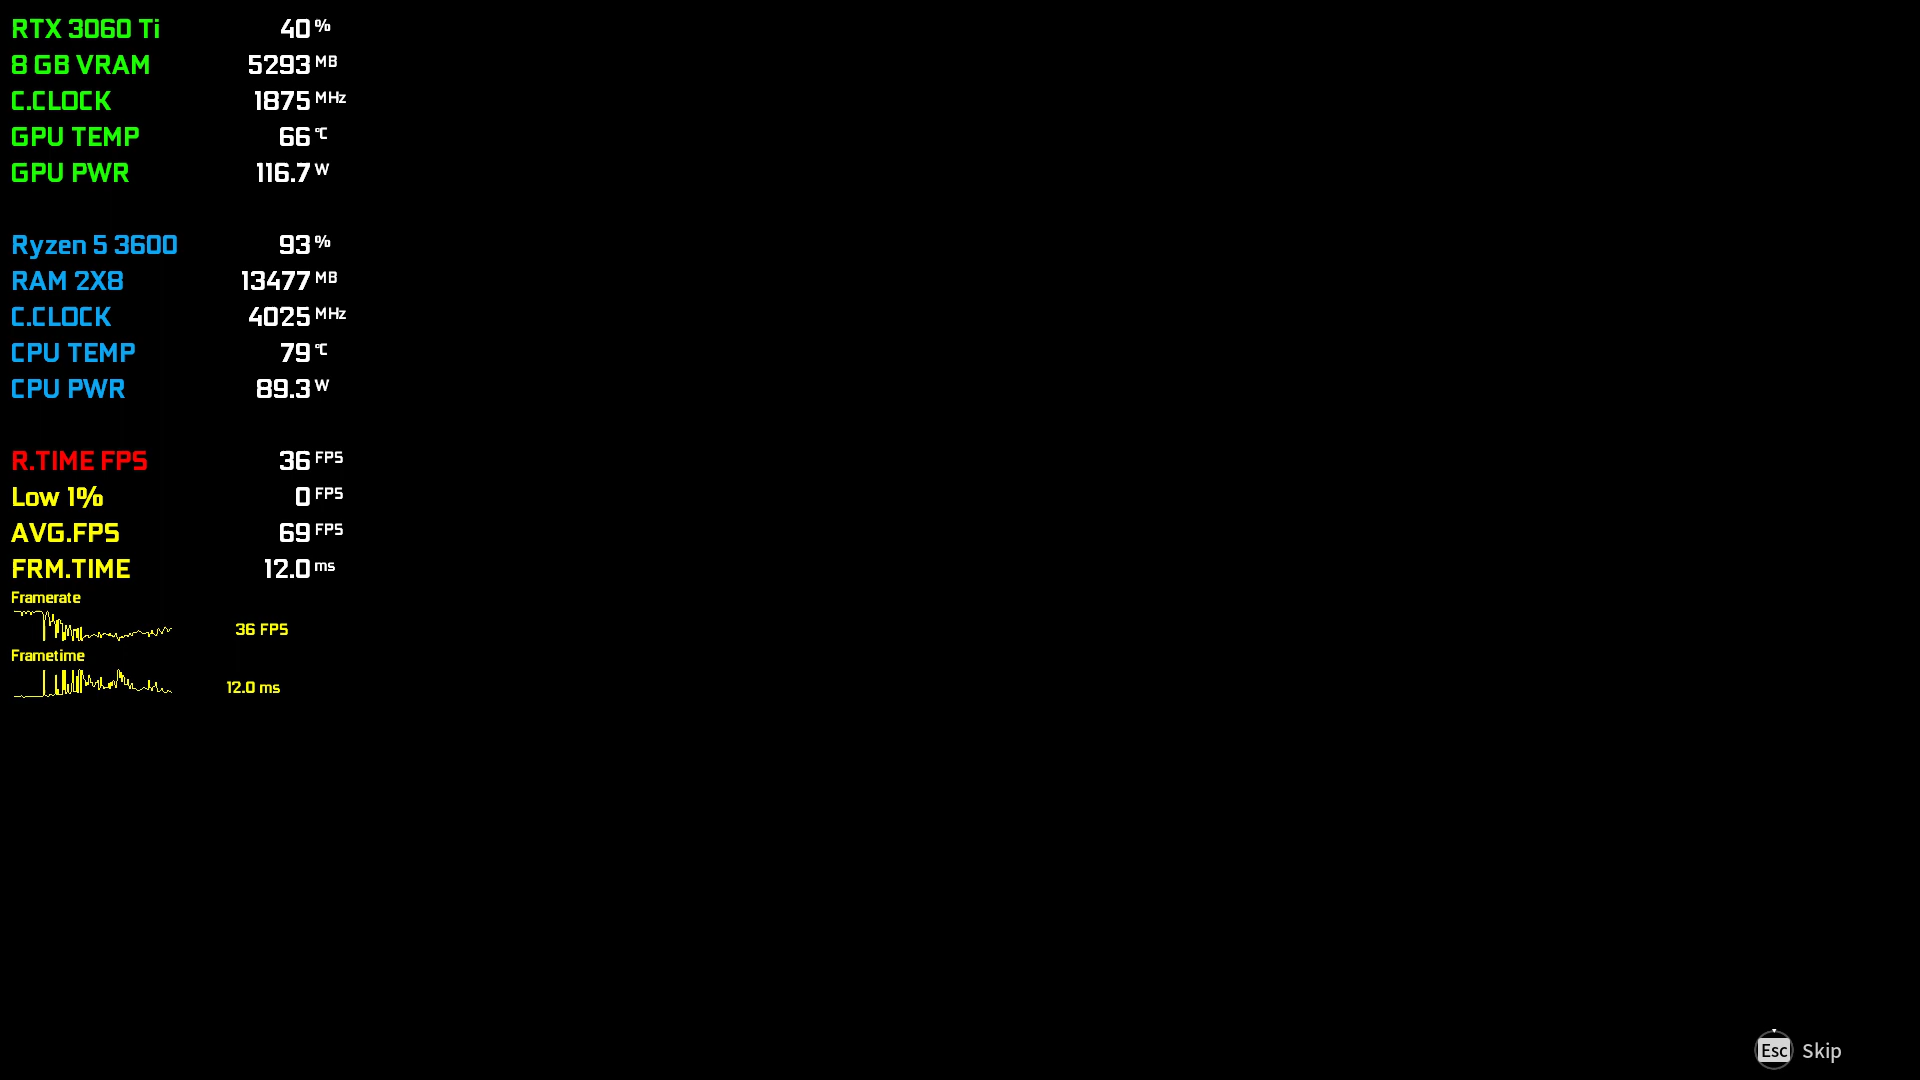 RTX 3060 Ti 40 %
8 GB VRAM 5293 MB
C.CLOCK 1875 MHz
GPU TEMP 66 °C
GPU PWR 116.7 W
Ryzen 5 3600 93 %
RAM 2X8 13477 MB
C.CLOCK 4025 MHz
CPU TEMP 79 °C
CPU PWR 89.3 W
R.TIME FPS 36 FPS
Low 1% 0 FPS
AVG.FPS 69 FPS
FRM.TIME 12.0 ms
Framerate
36 FPS
Frametime
12.0 ms
Esc Skip